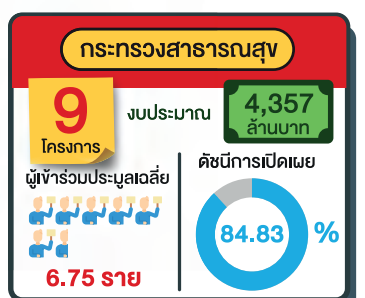 กระทรวงสาธารณสุข
9
โครงการ
งบประมาณ
4,357
ล้านบาท
ผู้เข้าร่วมประมูลเฉลี่ย
6.75 ราย
ดัชนีการเปิดเผย
84.83 %